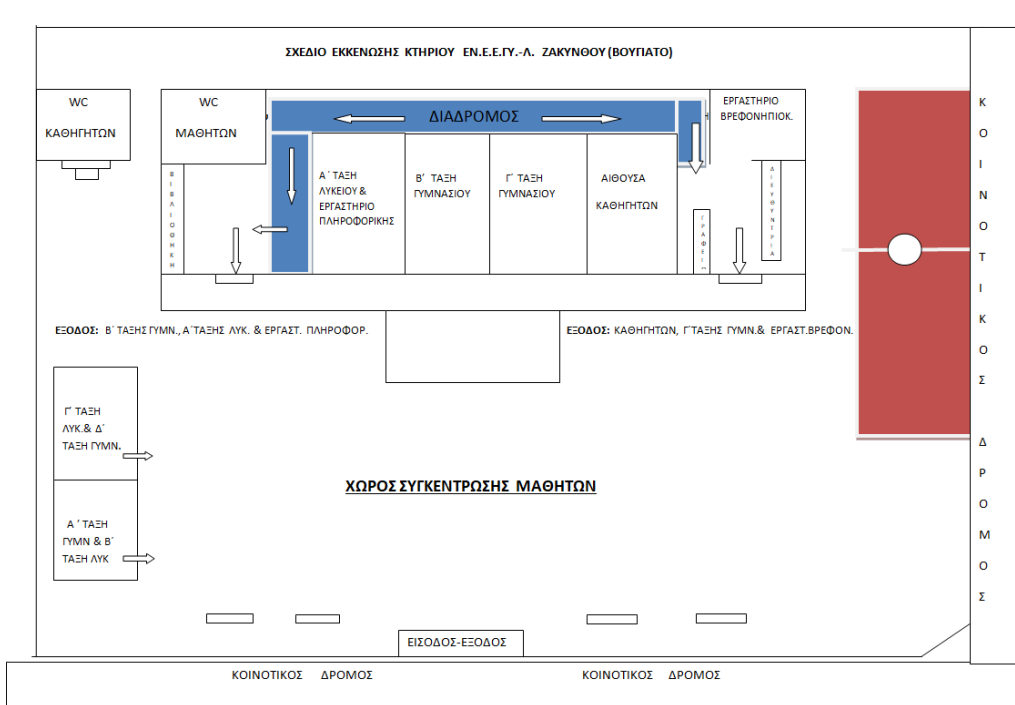 ΣΧΕΔΙΟ ΕΚΚΕΝΩΣΗΣ ΚΤΗΡΙΟΥ ΕΝ.Ε.Ε.ΓΥ.-Λ. ΖΑΚΥΝΘΟΥ (ΒΟΥΓΙΑΤΟ)
WC
ΚΑΘΗΓΗΤΩΝ
WC
ΜΑΘΗΤΩΝ
ΔΙΑΔΡΟΜΟΣ
ΕΡΓΑΣΤΗΡΙΟ
ΒΡΕΦΟΝΗΠΙΟΚ.
ΒΙΒΛΙΟΘΗΚΗ
Α΄ ΤΑΞΗ
ΛΥΚΕΙΟΥ &
ΕΡΓΑΣΤΗΡΙΟ
ΠΛΗΡΟΦΟΡΙΚΗΣ
Β’ ΤΑΞΗ
ΓΥΜΝΑΣΙΟΥ
Γ΄ ΤΑΞΗ
ΓΥΜΝΑΣΙΟΥ
ΑΙΘΟΥΣΑ
ΚΑΘΗΓΗΤΩΝ
ΔΙΕΥΘΥΝΤΡΙΑ
ΕΞΟΔΟΣ: Β΄ ΤΑΞΗΣ ΓΥΜΝ., Α΄ΤΑΞΗΣ ΛΥΚ. & ΕΡΓΑΣΤ. ΠΛΗΡΟΦΟΡ.
ΕΞΟΔΟΣ: ΚΑΘΗΓΗΤΩΝ, Γ΄ΤΑΞΗΣ ΓΥΜΝ.& ΕΡΓΑΣΤ.ΒΡΕΦΟΝ.
Γ’ ΤΑΞΗ
ΛΥΚ.& Δ΄
ΤΑΞΗ ΓΥΜΝ.
ΧΩΡΟΣ ΣΥΓΚΕΝΤΡΩΣΗΣ ΜΑΘΗΤΩΝ
Α ’ ΤΑΞΗ
ΓΥΜΝ & Β΄
ΤΑΞΗ ΛΥΚ
ΕΙΣΟΔΟΣ-ΕΞΟΔΟΣ
ΚΟΙΝΟΤΙΚΟΣ ΔΡΟΜΟΣ
ΚΟΙΝΟΤΙΚΟΣ ΔΡΟΜΟΣ
ΚΟΙΝΟΤΙΚΟΣ ΔΡΟΜΟΣ